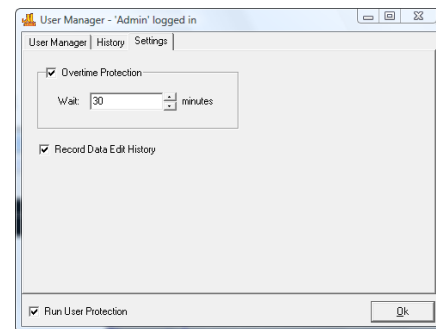 User Manager - 'Admin' logged in
User Manager History Settings
Overtime Protection
Wait: 30 minutes
Record Data Edit History
Run User Protection Ok